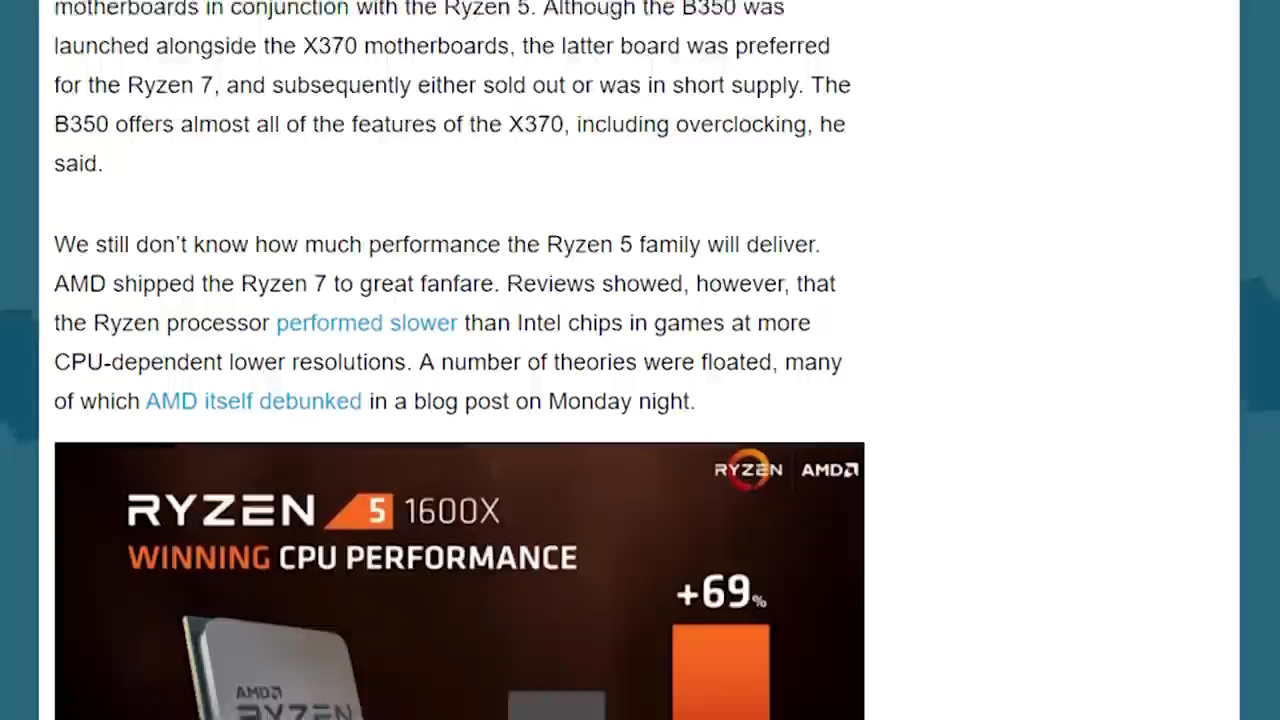 motherboards in conjunction with the Ryzen 5. Although the B350 was
launched alongside the X370 motherboards, the latter board was preferred
for the Ryzen 7, and subsequently either sold out or was in short supply. The
B350 offers almost all of the features of the X370, including overclocking, he
said.
We still don’t know how much performance the Ryzen 5 family will deliver.
AMD shipped the Ryzen 7 to great fanfare. Reviews showed, however, that
the Ryzen processor performed slower than Intel chips in games at more
CPU-dependent lower resolutions. A number of theories were floated, many
of which AMD itself debunked in a blog post on Monday night.
RYZEN AMD
RYZEN 5 1600X
WINNING CPU PERFORMANCE
+69%
AMD
RYZEN